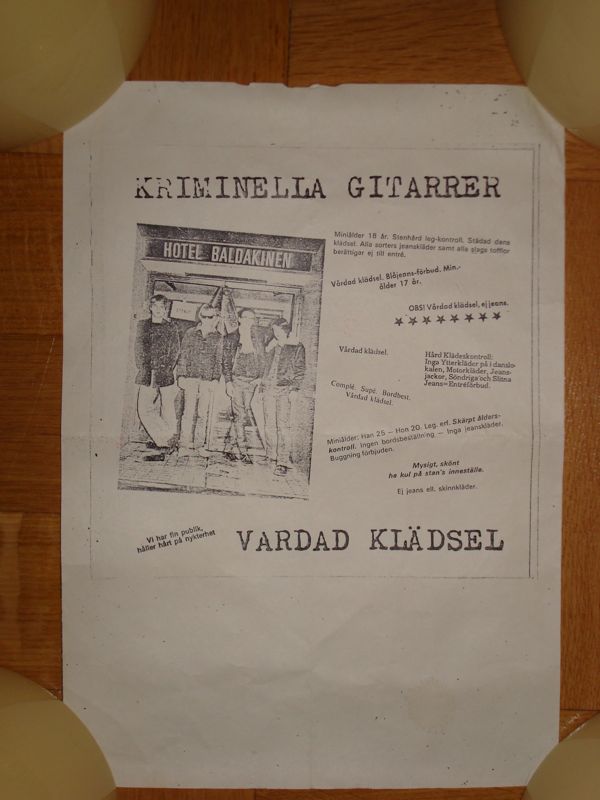 KRIMINELLA GITARRER
HOTEL BALDAKINEN
Miniålder 18 år. Stenhård leg-kontroll. Städad dans
klädsel. Alla sorters jeanskläder samt alla slags tofflor
berättigar ej till entré.
Vårdad klädsel. Blåjeans-förbud. Min.-
ålder 17 år.
OBS! Vårdad klädsel, ej jeans.
Vårdad klädsel.
Hård Klädeskontroll:
Inga Ytterkläder på i danslo-
kalen, Motorkläder, Jeans-
jackor, Söndriga och Slitna
Jeans=Entréförbud.
Complé. Supé. Bordbest.
Vårdad klädsel.
Miniålder: Han 25 – Hon 20. Leg. erf. Skärpt ålders-
kontroll. Ingen bordsbeställning – Inga jeanskläder.
Buggning förbjuden.
Mysigt, skönt
ha kul på stan's inneställe.
Ej jeans ell. skinnkläder.
Vi har fin publik,
håller hårt på nykterhet
VARDAD KLÄDSEL